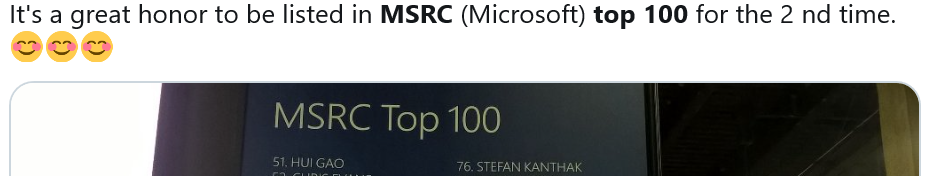 It's a great honor to be listed in MSRC (Microsoft) top 100 for the 2 nd time.
😊😊😊
MSRC Top 100
51. HUI GAO
76. STEFAN KANTHAK